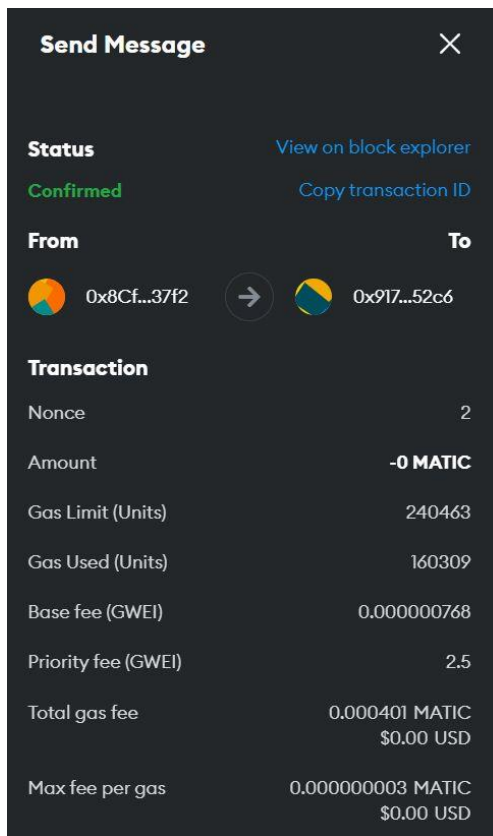 Send Message
Status View on block explorer
Confirmed Copy transaction ID
From To
0x8Cf...37f2 0x917...52c6
Transaction
Nonce 2
Amount -0 MATIC
Gas Limit (Units) 240463
Gas Used (Units) 160309
Base fee (GWEI) 0.000000768
Priority fee (GWEI) 2.5
Total gas fee 0.000401 MATIC
$0.00 USD
Max fee per gas 0.000000003 MATIC
$0.00 USD